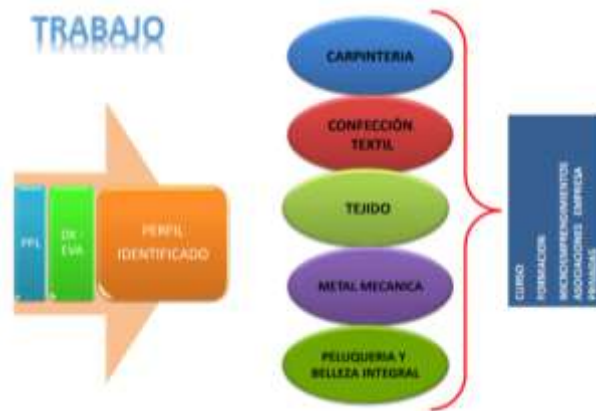 TRABAJO
PPL
DX -
EVA
PERFIL
IDENTIFICADO
CARPINTERIA
CONFECCIÓN
TEXTIL
TEJIDO
METAL MECANICA
PELUQUERIA Y
BELLEZA INTEGRAL
CURSO
FORMACION
MICROEMPRENDIMIENTOS
ASOCIACIONES EMPRESA
PRIVADAS